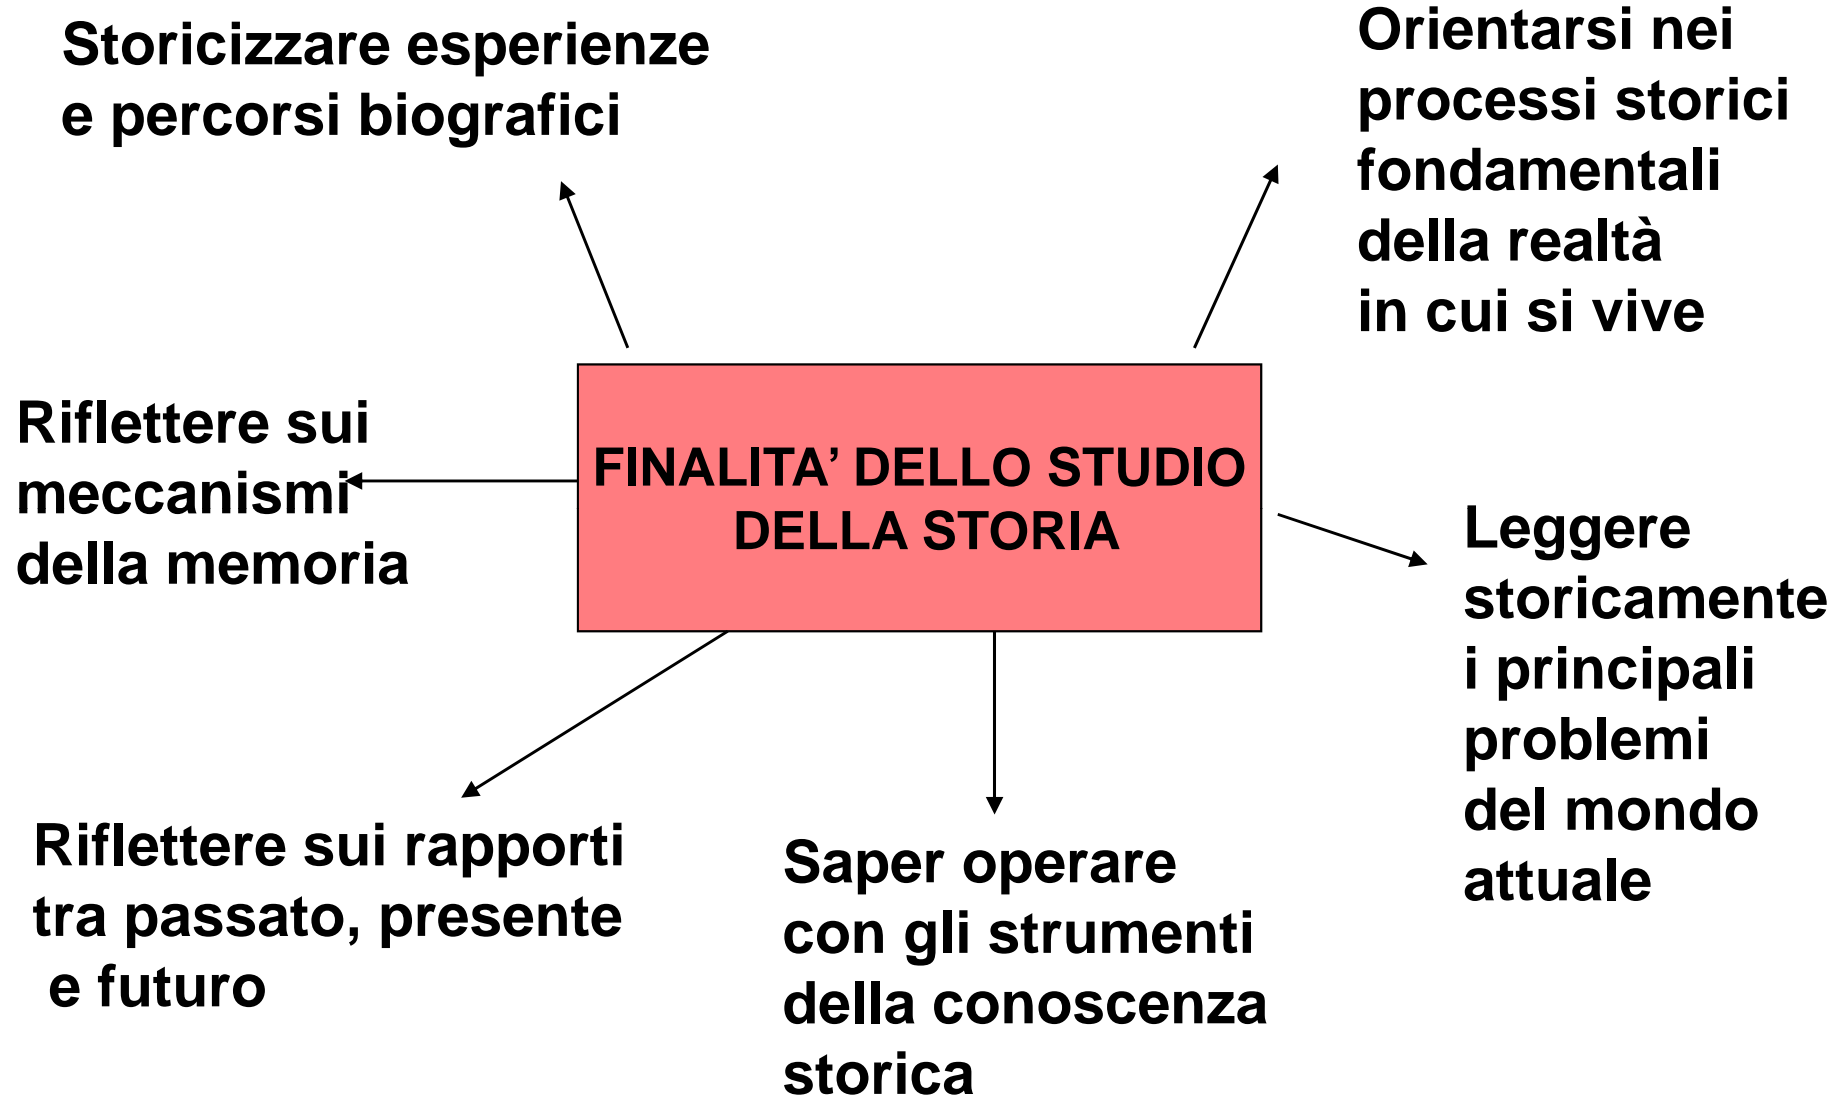 Storicizzare esperienze
e percorsi biografici
Orientarsi nei
processi storici
fondamentali
della realtà
in cui si vive
Riflettere sui
meccanismi
della memoria
FINALITA’ DELLO STUDIO
DELLA STORIA
Leggere
storicamente
i principali
problemi
del mondo
attuale
Riflettere sui rapporti
tra passato, presente
e futuro
Saper operare
con gli strumenti
della conoscenza
storica